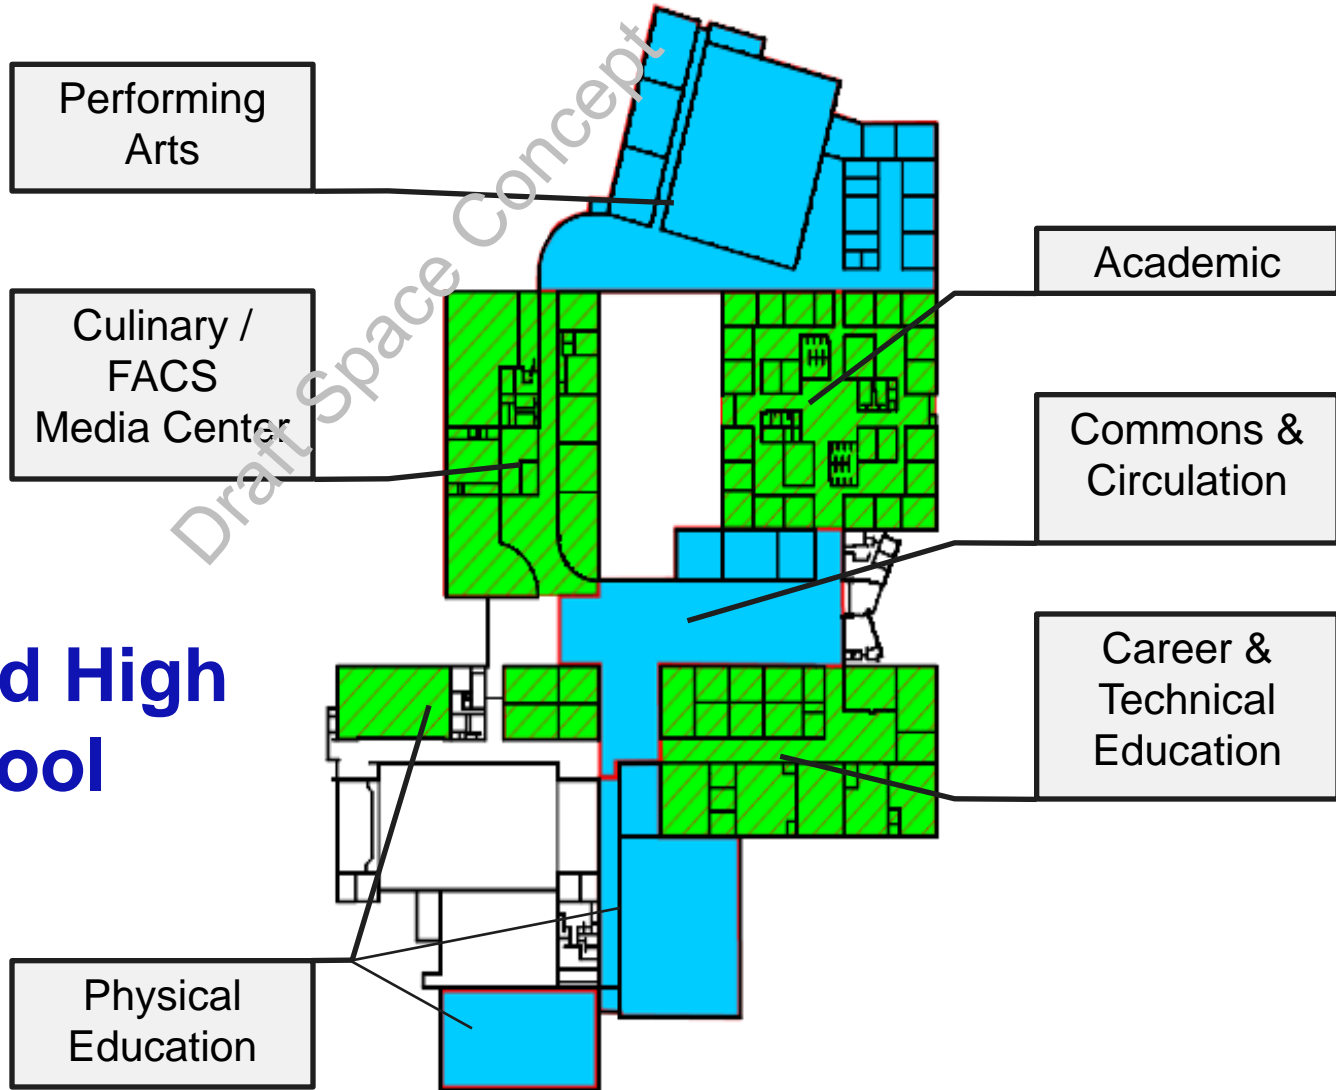 Performing
Arts
Culinary /
FACS
Media Center
Draft Space Concept
Academic
Commons &
Circulation
d High
ool
Career &
Technical
Education
Physical
Education